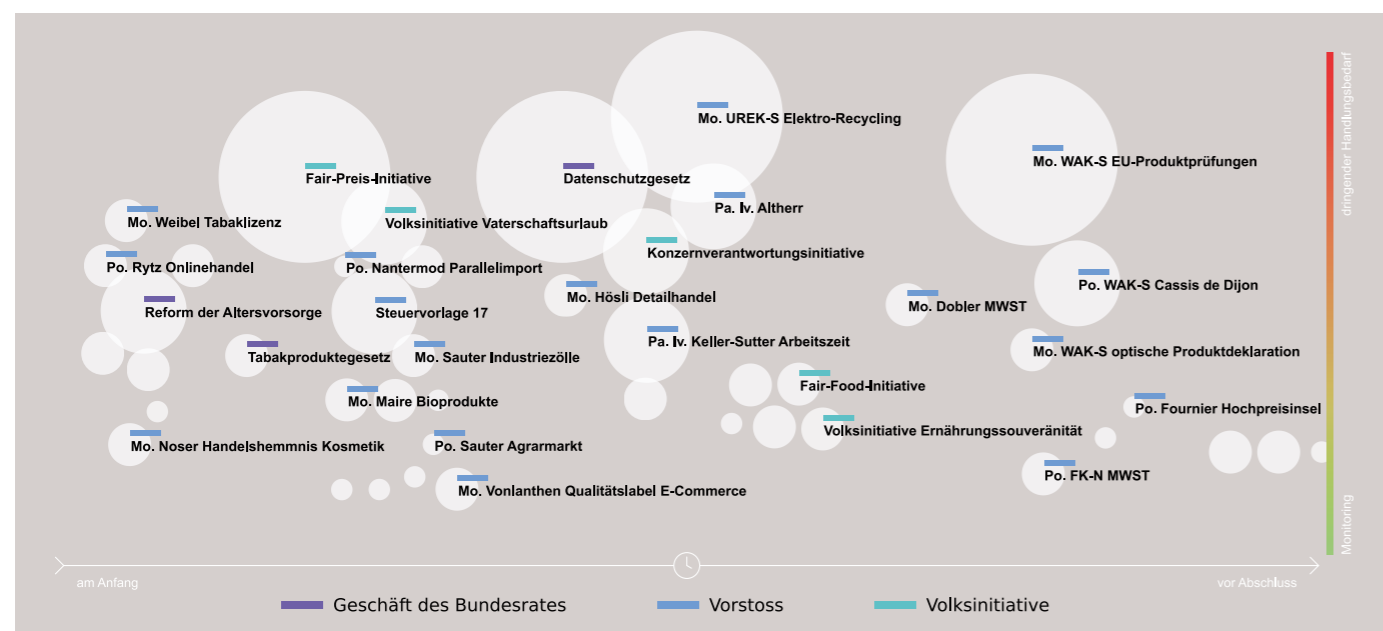 Mo. UREK-S Elektro-Recycling
dringender Handlungsbedarf
Mo. WAK-S EU-Produktprüfungen
Fair-Preis-Initiative
Datenschutzgesetz
Pa. Iv. Altherr
Mo. Weibel Tabaklizenz
Volksinitiative Vaterschaftsurlaub
Konzernverantwortungsinitiative
Po. Rytz Onlinehandel
Po. Nantermod Parallelimport
Po. WAK-S Cassis de Dijon
Mo. Hösli Detailhandel
Mo. Dobler MWST
Reform der Altersvorsorge
Steuervorlage 17
Pa. Iv. Keller-Sutter Arbeitszeit
Tabakproduktegesetz
Mo. Sauter Industriezölle
Mo. WAK-S optische Produktdeklaration
Fair-Food-Initiative
Mo. Maire Bioprodukte
Po. Fournier Hochpreisinsel
Volksinitiative Ernährungssouveränität
Mo. Noser Handelshemmnis Kosmetik
Po. Sauter Agrarmarkt
Po. FK-N MWST
Mo. Vonlanthen Qualitätslabel E-Commerce
Monitoring
am Anfang
vor Abschluss
Geschäft des Bundesrates
Vorstoss
Volksinitiative